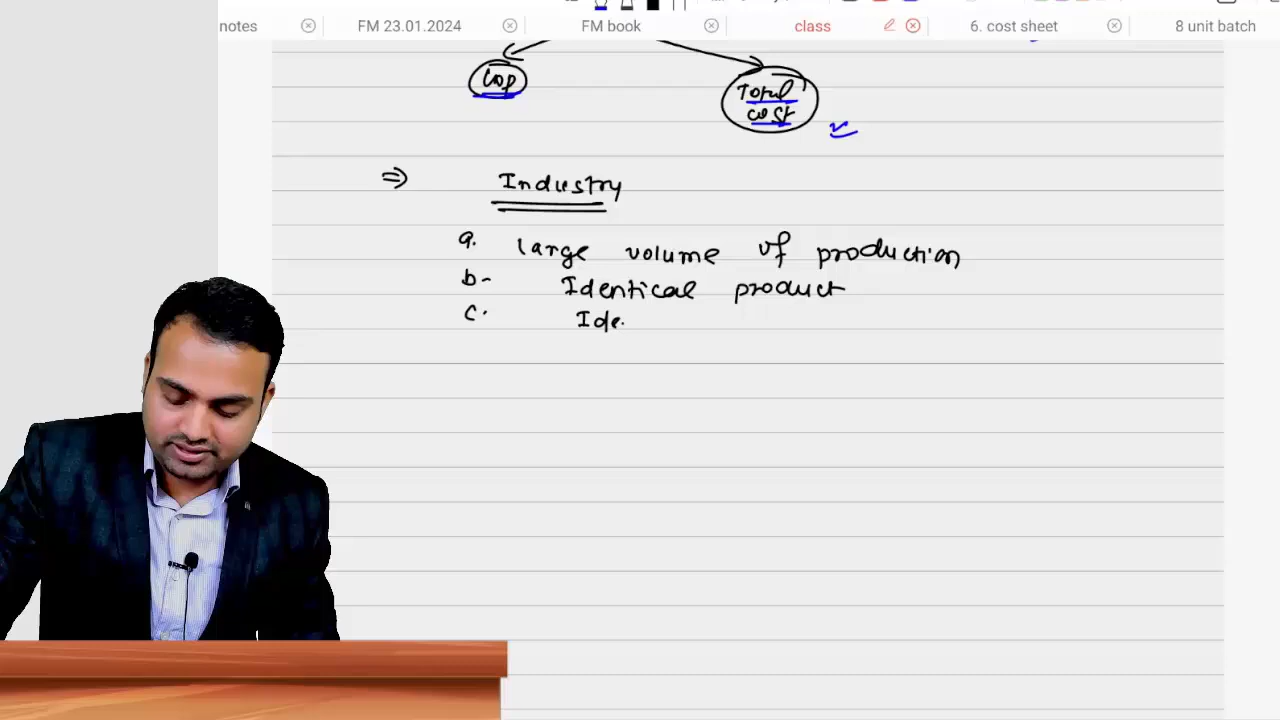 notes FM 23.01.2024 FM book class 6. cost sheet 8 unit batch
Total
cost
⇒ Industry
a. large volume of production
b- Identical product
c. Ide